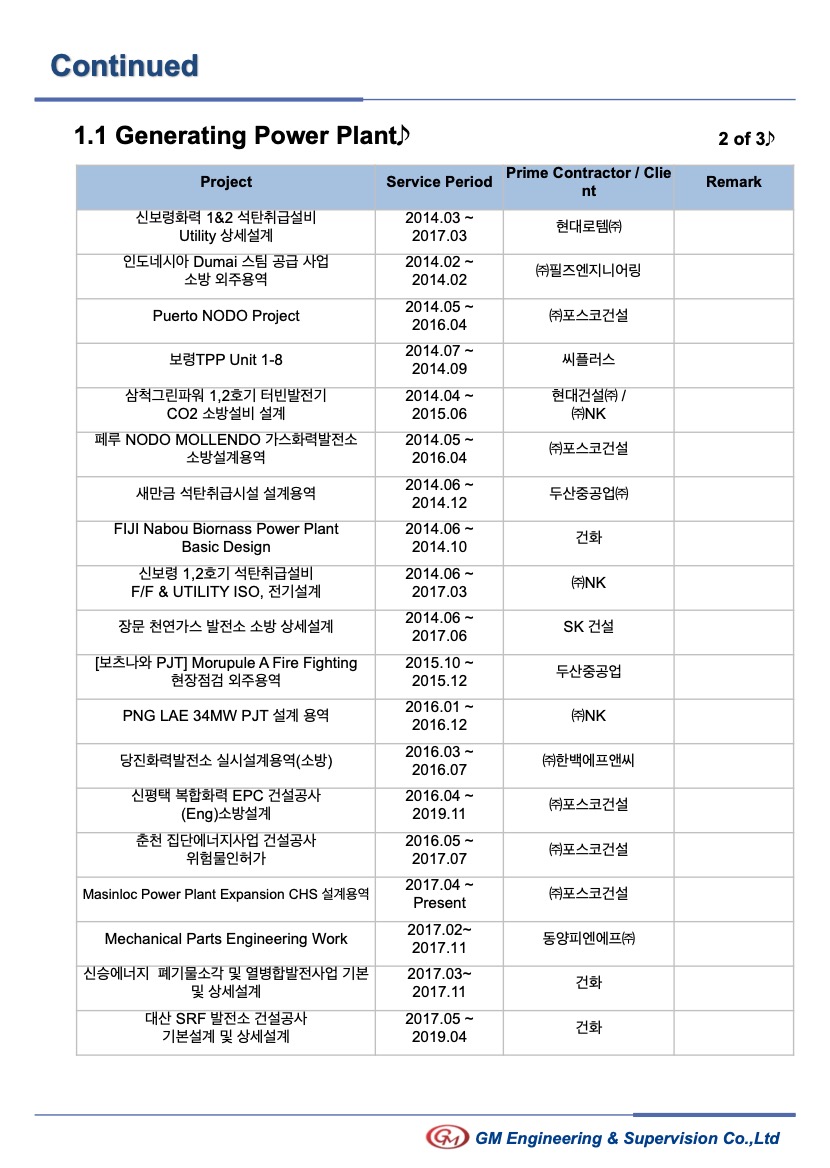 Continued
1.1 Generating Power Plant♪
2 of 3♪
Project
Service Period
Prime Contractor / Clie
nt
Remark
신보령화력 1&2 석탄취급설비
Utility 상세설계
2014.03 ~
2017.03
현대로템㈜
인도네시아 Dumai 스팀 공급 사업
소방 외주용역
2014.02 ~
2014.02
㈜필즈엔지니어링
Puerto NODO Project
2014.05 ~
2016.04
㈜포스코건설
보령TPP Unit 1-8
2014.07 ~
2014.09
씨플러스
삼척그린파워 1,2호기 터빈발전기
CO2 소방설비 설계
2014.04 ~
2015.06
현대건설㈜ /
㈜NK
페루 NODO MOLLENDO 가스화력발전소
소방설계용역
2014.05 ~
2016.04
㈜포스코건설
새만금 석탄취급시설 설계용역
2014.06 ~
2014.12
두산중공업㈜
FIJI Nabou Biornass Power Plant
Basic Design
2014.06 ~
2014.10
건화
신보령 1,2호기 석탄취급설비
F/F & UTILITY ISO, 전기설계
2014.06 ~
2017.03
㈜NK
장문 천연가스 발전소 소방 상세설계
2014.06 ~
2017.06
SK 건설
[보츠나와 PJT] Morupule A Fire Fighting
현장점검 외주용역
2015.10 ~
2015.12
두산중공업
PNG LAE 34MW PJT 설계 용역
2016.01 ~
2016.12
㈜NK
당진화력발전소 실시설계용역(소방)
2016.03 ~
2016.07
㈜한백에프앤씨
신평택 복합화력 EPC 건설공사
(Eng)소방설계
2016.04 ~
2019.11
㈜포스코건설
춘천 집단에너지사업 건설공사
위험물인허가
2016.05 ~
2017.07
㈜포스코건설
Masinloc Power Plant Expansion CHS 설계용역
2017.04 ~
Present
㈜포스코건설
Mechanical Parts Engineering Work
2017.02~
2017.11
동양피엔에프㈜
신승에너지  폐기물소각 및 열병합발전사업 기본
및 상세설계
2017.03~
2017.11
건화
대산 SRF 발전소 건설공사
기본설계 및 상세설계
2017.05 ~
2019.04
건화
GM GM Engineering & Supervision Co.,Ltd